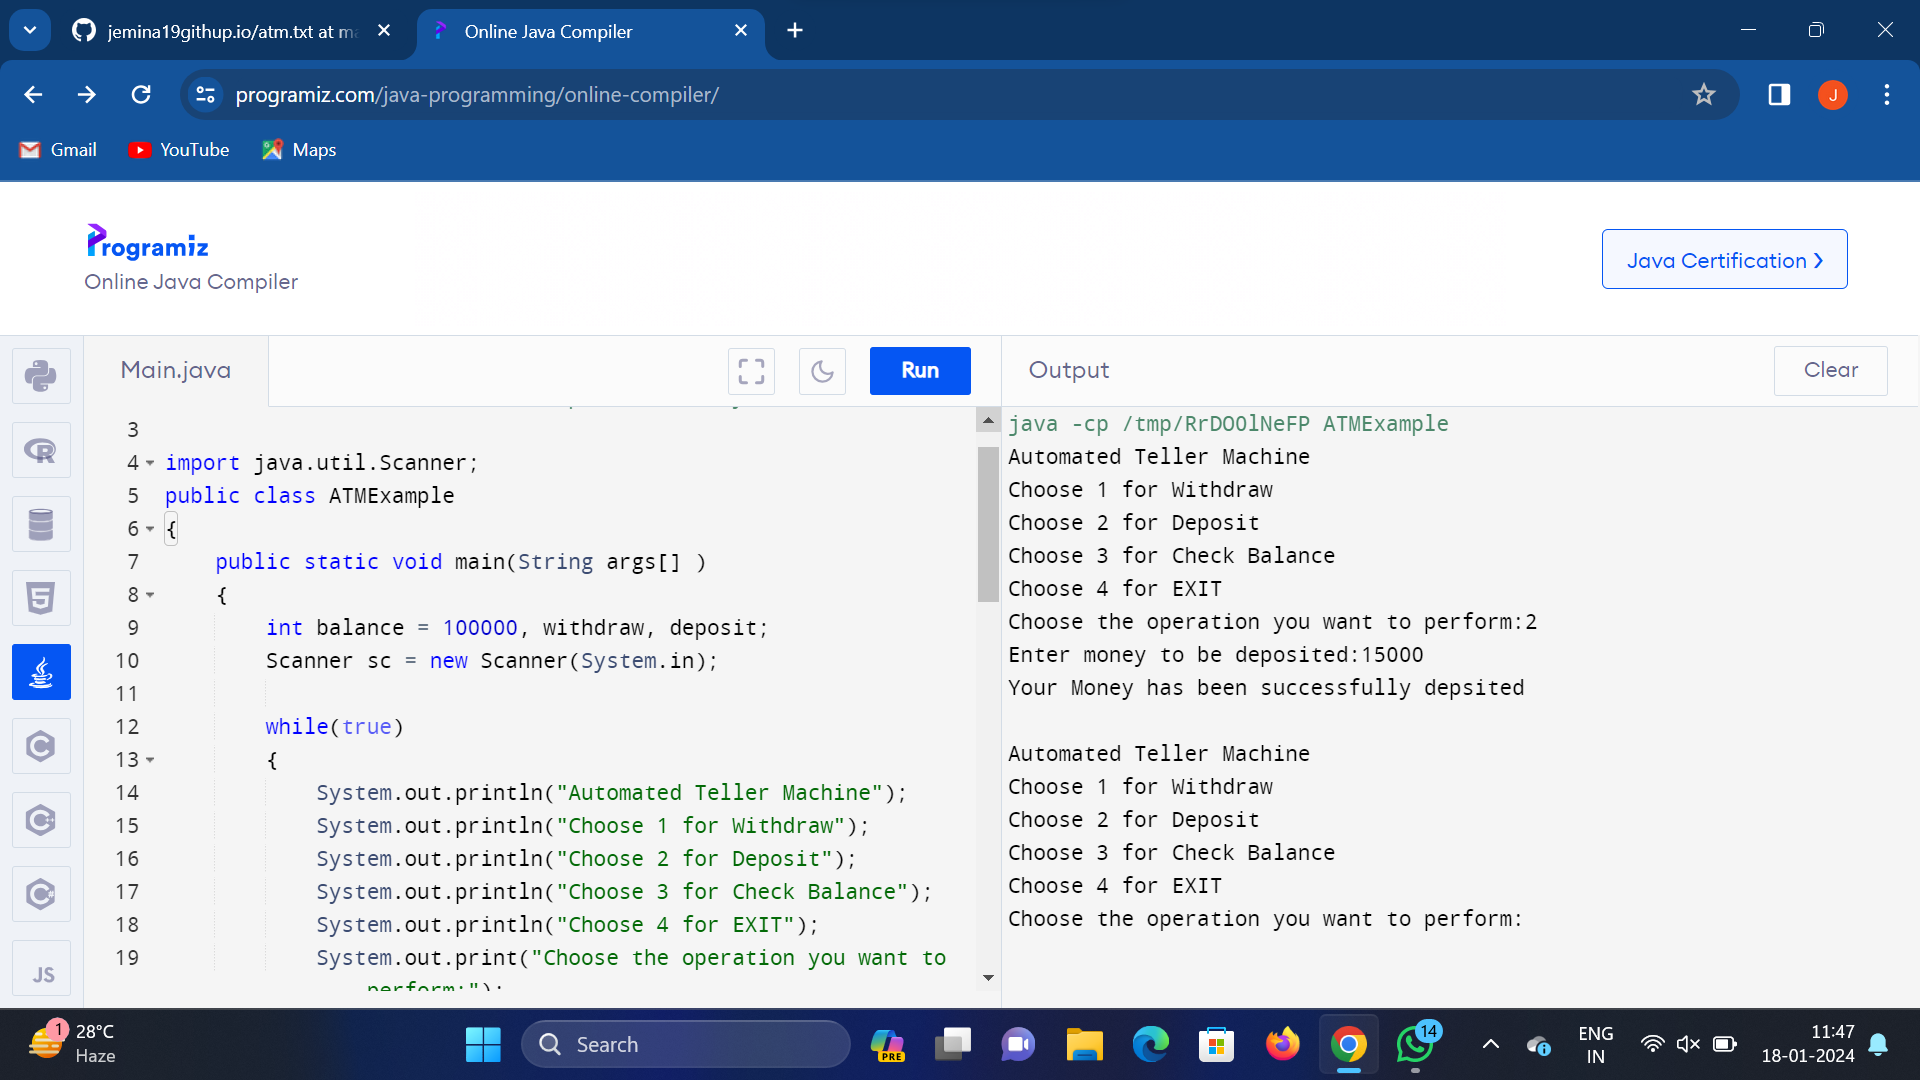 jemina19githup.io/atm.txt at ma
Online Java Compiler
programiz.com/java-programming/online-compiler/
J
Gmail
YouTube
Maps
Programiz
Online Java Compiler
Java Certification
Main.java
Run
Output
Clear
3
4 import java.util.Scanner;
5 public class ATMExample
6 {
7 public static void main(String args[] )
8 {
9 int balance = 100000, withdraw, deposit;
10 Scanner sc = new Scanner(System.in);
11
12 while(true)
13 {
14 System.out.println("Automated Teller Machine");
15 System.out.println("Choose 1 for Withdraw");
16 System.out.println("Choose 2 for Deposit");
17 System.out.println("Choose 3 for Check Balance");
18 System.out.println("Choose 4 for EXIT");
19 System.out.print("Choose the operation you want to
perform:");
JS
java -cp /tmp/RrDOOlNeFP ATMExample
Automated Teller Machine
Choose 1 for Withdraw
Choose 2 for Deposit
Choose 3 for Check Balance
Choose 4 for EXIT
Choose the operation you want to perform:2
Enter money to be deposited:15000
Your Money has been successfully depsited
Automated Teller Machine
Choose 1 for Withdraw
Choose 2 for Deposit
Choose 3 for Check Balance
Choose 4 for EXIT
Choose the operation you want to perform:
1
28°C
Haze
Search
PRE
14
ENG
IN
11:47
18-01-2024